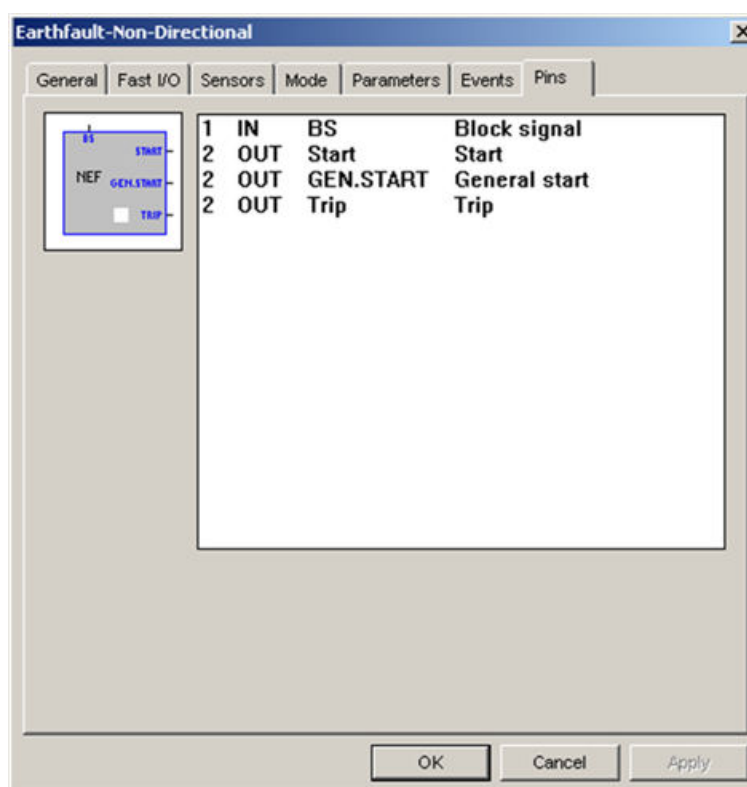 Earthfault-Non-Directional
General Fast I/O Sensors Mode Parameters Events Pins
BS
START
NEF GEN.START
TRIP
1 IN BS Block signal
2 OUT Start Start
2 OUT GEN.START General start
2 OUT Trip Trip
OK Cancel Apply